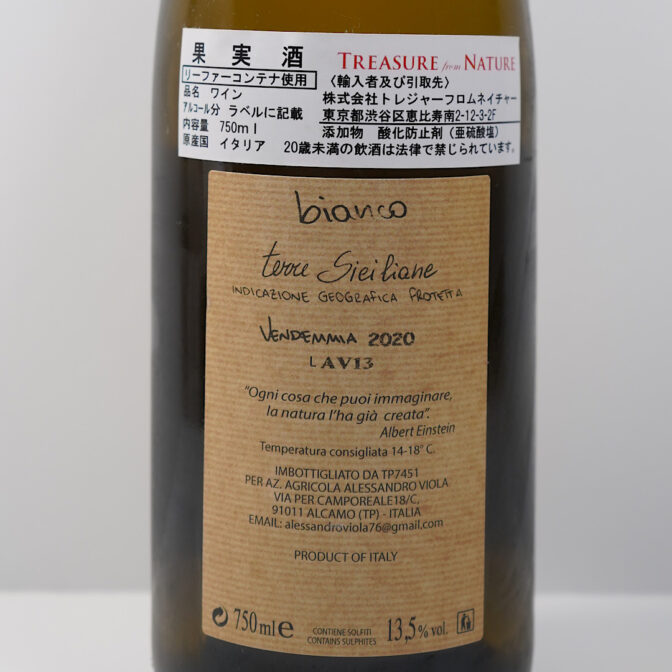 果実酒
TREASURE from NATURE
リーファーコンテナ使用
〈輸入者及び引取先〉
品名 ワイン
株式会社トレジャーフロムネイチャー
アルコール分 ラベルに記載
東京都渋谷区恵比寿南2-12-3-2F
内容量 750ml
添加物 酸化防止剤（亜硫酸塩）
原産国 イタリア
20歳未満の飲酒は法律で禁じられています。
bianco
terre Siciliane
INDICAZIONE GEOGRAFICA PROTETTA
VENDEMMIA 2020
L AV13
“Ogni cosa che puoi immaginare,
la natura l’ha già creata”.
Albert Einstein
Temperatura consigliata 14-18° C.
IMBOTTIGLIATO DA TP7451
PER AZ. AGRICOLA ALESSANDRO VIOLA
VIA PER CAMPOREALE18/C,
91011 ALCAMO (TP) - ITALIA
EMAIL: alessandroviola76@gmail.com
PRODUCT OF ITALY
750ml e
CONTIENE SOLFITI
CONTAINS SULPHITES
13,5% vol.